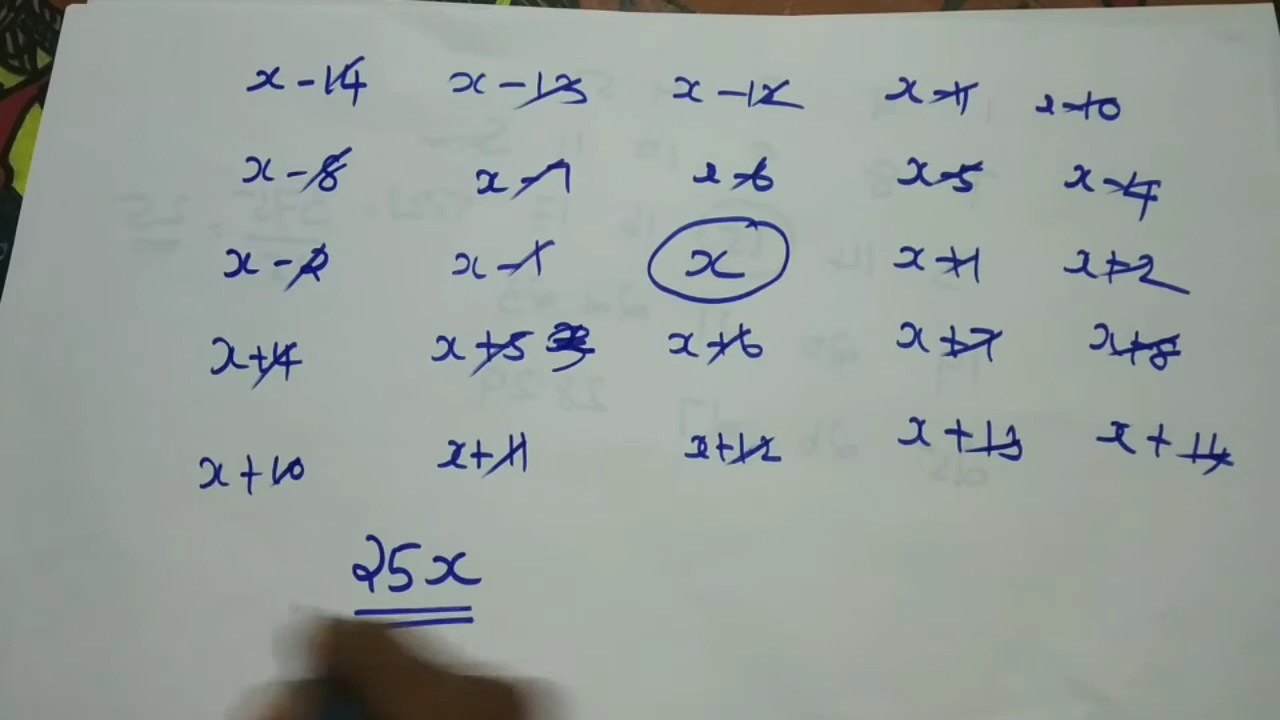 x-14 x-13 x-12 x-11 x-10
x-8 x-7 x-6 x-5 x-4
x-2 x-1 x x+1 x+2
x+4 x+5 x+6 x+7 x+8
x+10 x+11 x+12 x+13 x+14
25x